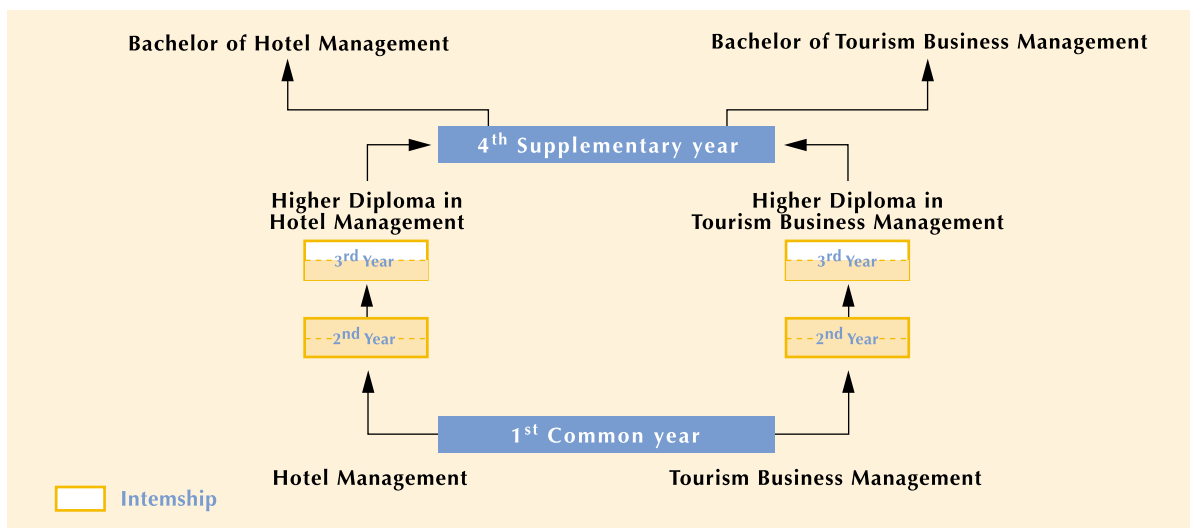 Bachelor of Hotel Management
Bachelor of Tourism Business Management
4th Supplementary year
Higher Diploma in
Hotel Management
Higher Diploma in
Tourism Business Management
3rd Year
3rd Year
2nd Year
2nd Year
1st Common year
Hotel Management
Tourism Business Management
Intemship